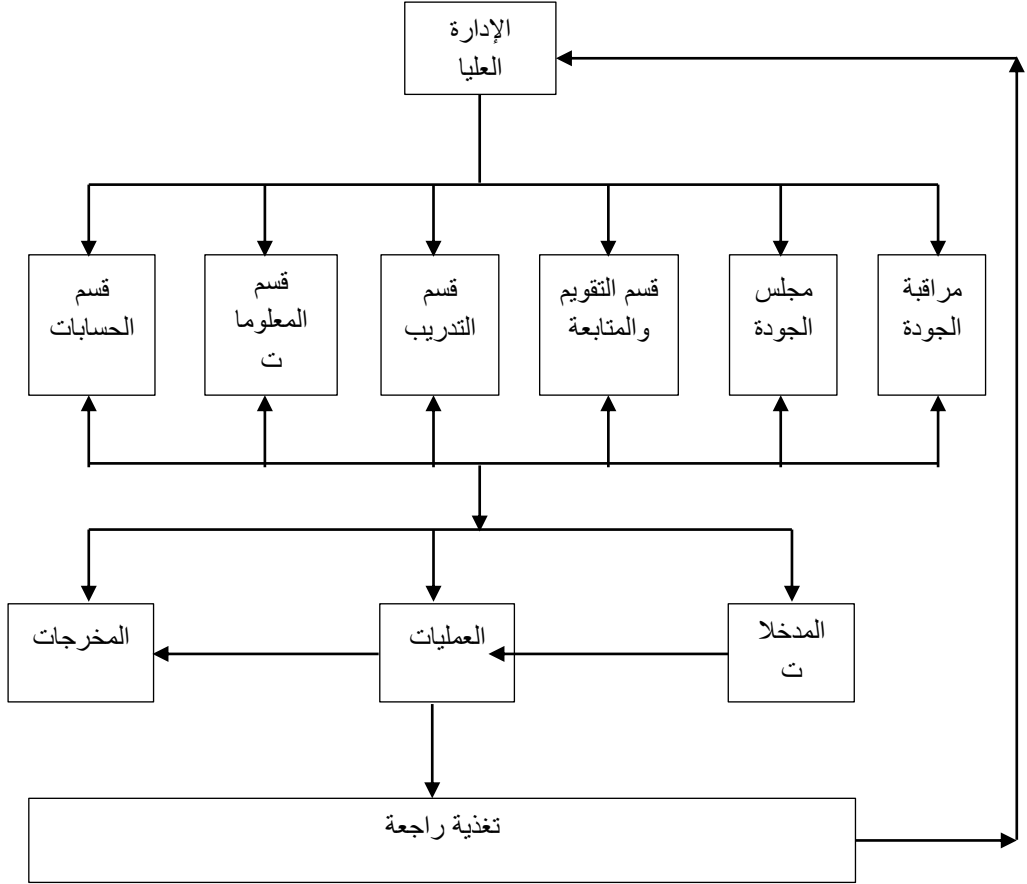 الإدارة
العليا
مراقبة
الجودة
مجلس
الجودة
قسم التقويم
والمتابعة
قسم
التدريب
قسم
المعلوما
ت
قسم
الحسابات
المدخلا
ت
العمليات
المخرجات
تغذية راجعة